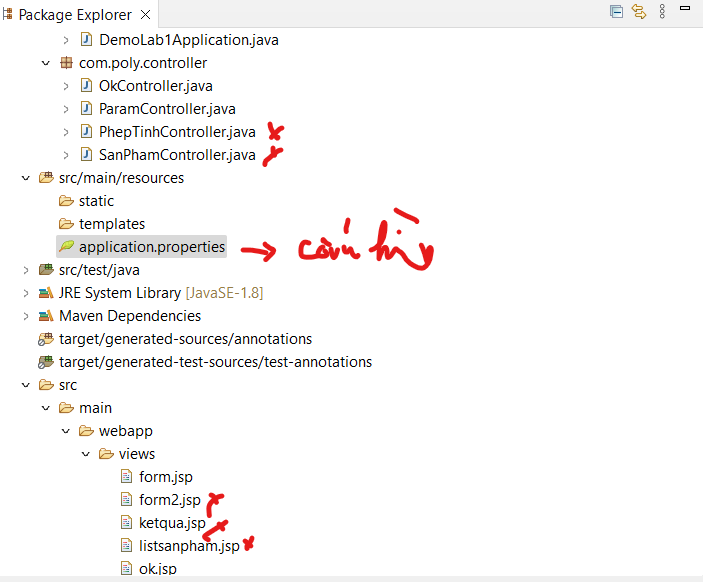 Package Explorer
DemoLab1Application.java
com.poly.controller
OkController.java
ParamController.java
PhepTinhController.java
SanPhamController.java
src/main/resources
static
templates
application.properties → cấu hình
src/test/java
JRE System Library [JavaSE-1.8]
Maven Dependencies
target/generated-sources/annotations
target/generated-test-sources/test-annotations
src
main
webapp
views
form.jsp
form2.jsp
ketqua.jsp
listsanpham.jsp
ok.jsp